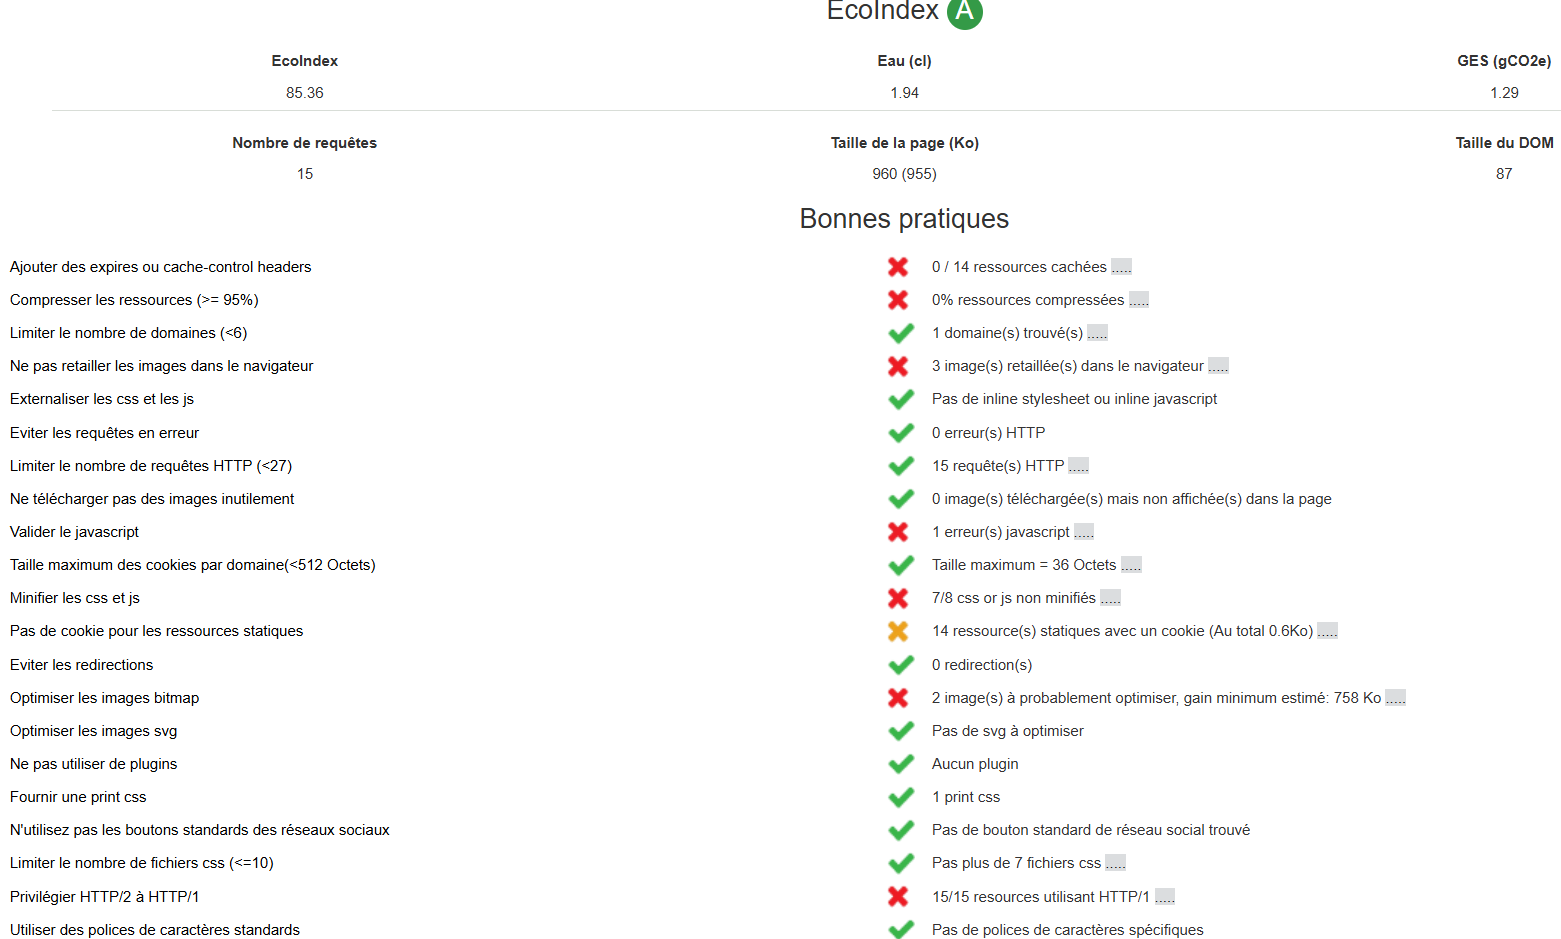 EcoIndex A
EcoIndex Eau (cl) GES (gCO2e)
85.36 1.94 1.29
Nombre de requêtes Taille de la page (Ko) Taille du DOM
15 960 (955) 87
Bonnes pratiques
Ajouter des expires ou cache-control headers 0 / 14 ressources cachées .....
Compresser les ressources (>= 95%) 0% ressources compressées .....
Limiter le nombre de domaines (<6) 1 domaine(s) trouvé(s) .....
Ne pas retailler les images dans le navigateur 3 image(s) retaillée(s) dans le navigateur .....
Externaliser les css et les js Pas de inline stylesheet ou inline javascript
Eviter les requêtes en erreur 0 erreur(s) HTTP
Limiter le nombre de requêtes HTTP (<27) 15 requête(s) HTTP .....
Ne télécharger pas des images inutilement 0 image(s) téléchargée(s) mais non affichée(s) dans la page
Valider le javascript 1 erreur(s) javascript .....
Taille maximum des cookies par domaine(<512 Octets) Taille maximum = 36 Octets .....
Minifier les css et js 7/8 css or js non minifiés .....
Pas de cookie pour les ressources statiques 14 ressource(s) statiques avec un cookie (Au total 0.6Ko) .....
Eviter les redirections 0 redirection(s)
Optimiser les images bitmap 2 image(s) à probablement optimiser, gain minimum estimé: 758 Ko .....
Optimiser les images svg Pas de svg à optimiser
Ne pas utiliser de plugins Aucun plugin
Fournir une print css 1 print css
N'utilisez pas les boutons standards des réseaux sociaux Pas de bouton standard de réseau social trouvé
Limiter le nombre de fichiers css (<=10) Pas plus de 7 fichiers css .....
Privilégier HTTP/2 à HTTP/1 15/15 resources utilisant HTTP/1 .....
Utiliser des polices de caractères standards Pas de polices de caractères spécifiques